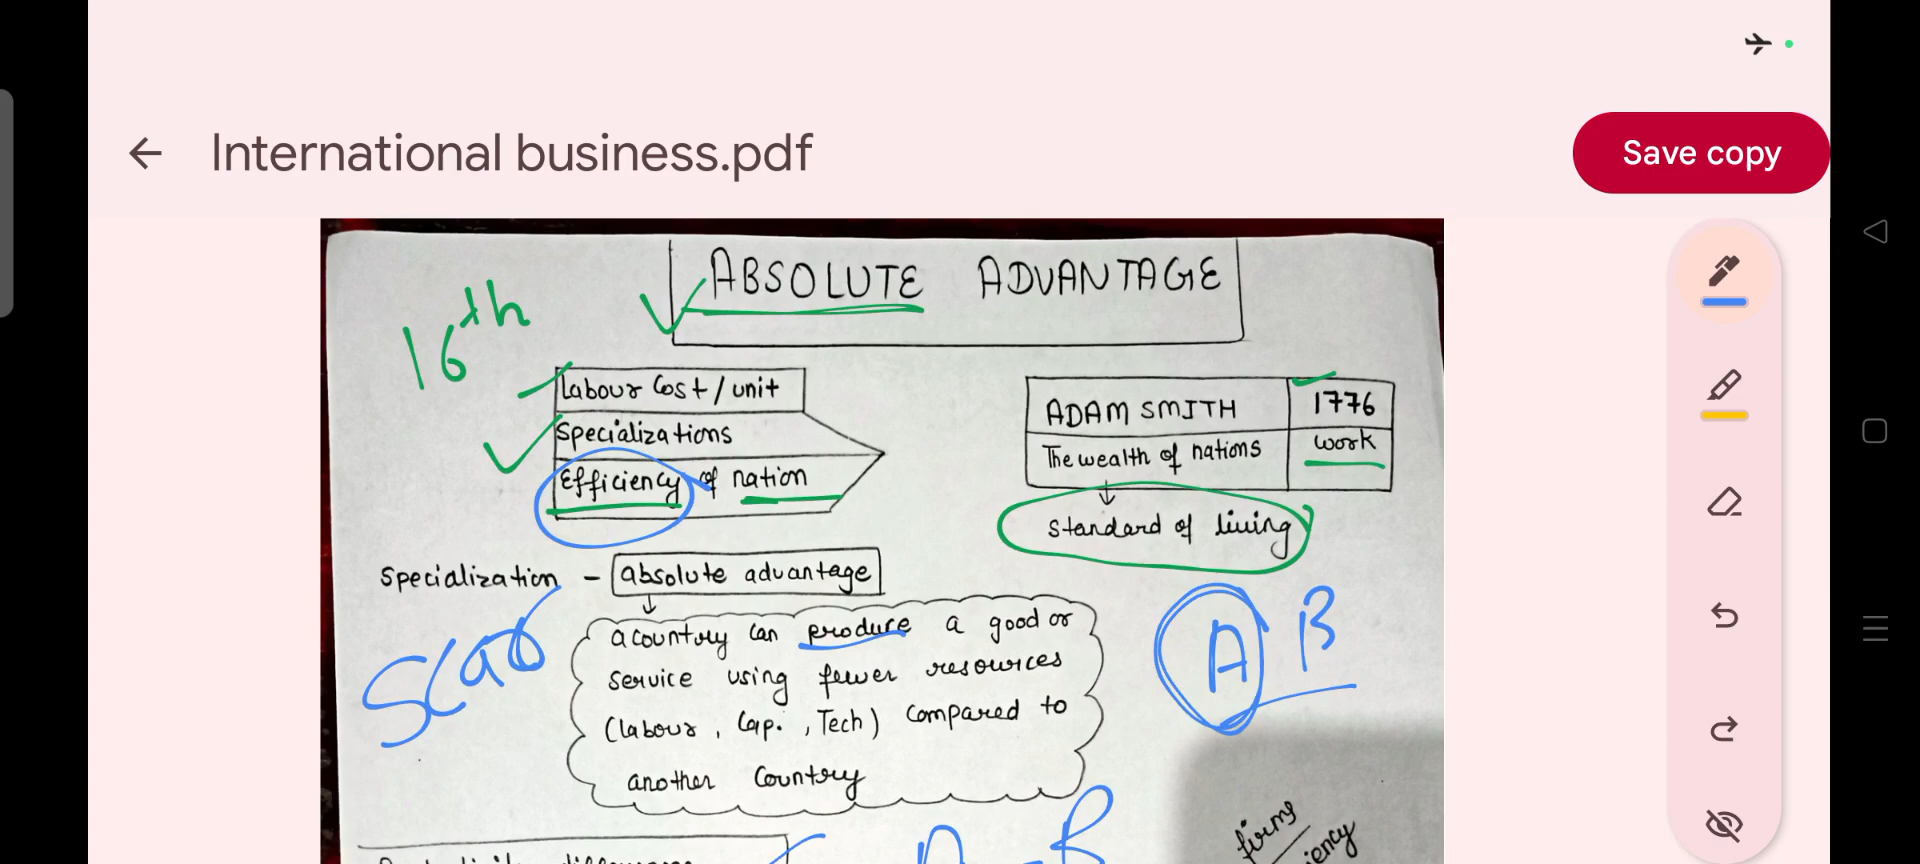 International business.pdf
Save copy
ABSOLUTE ADVANTAGE
16th
Labour Cost/unit
Specializations
Efficiency of nation
ADAM SMITH 1776
The wealth of nations work
Standard of living
Specialization - absolute advantage
a country can produce a good or
service using fewer resources
(labour, Cap., Tech) compared to
another Country
A B
A - B
firms